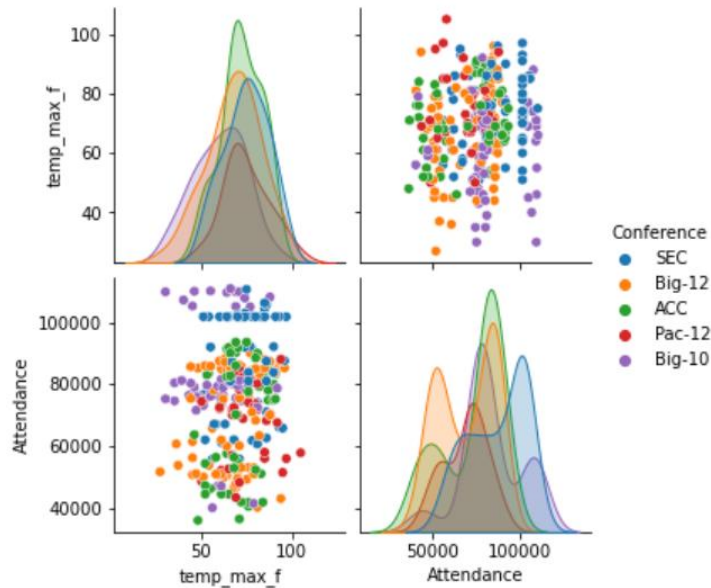 100
80
60
40
temp_max_f
100000
80000
60000
40000
Attendance
50 100
temp_max_f
50000 100000
Attendance
Conference
SEC
Big-12
ACC
Pac-12
Big-10